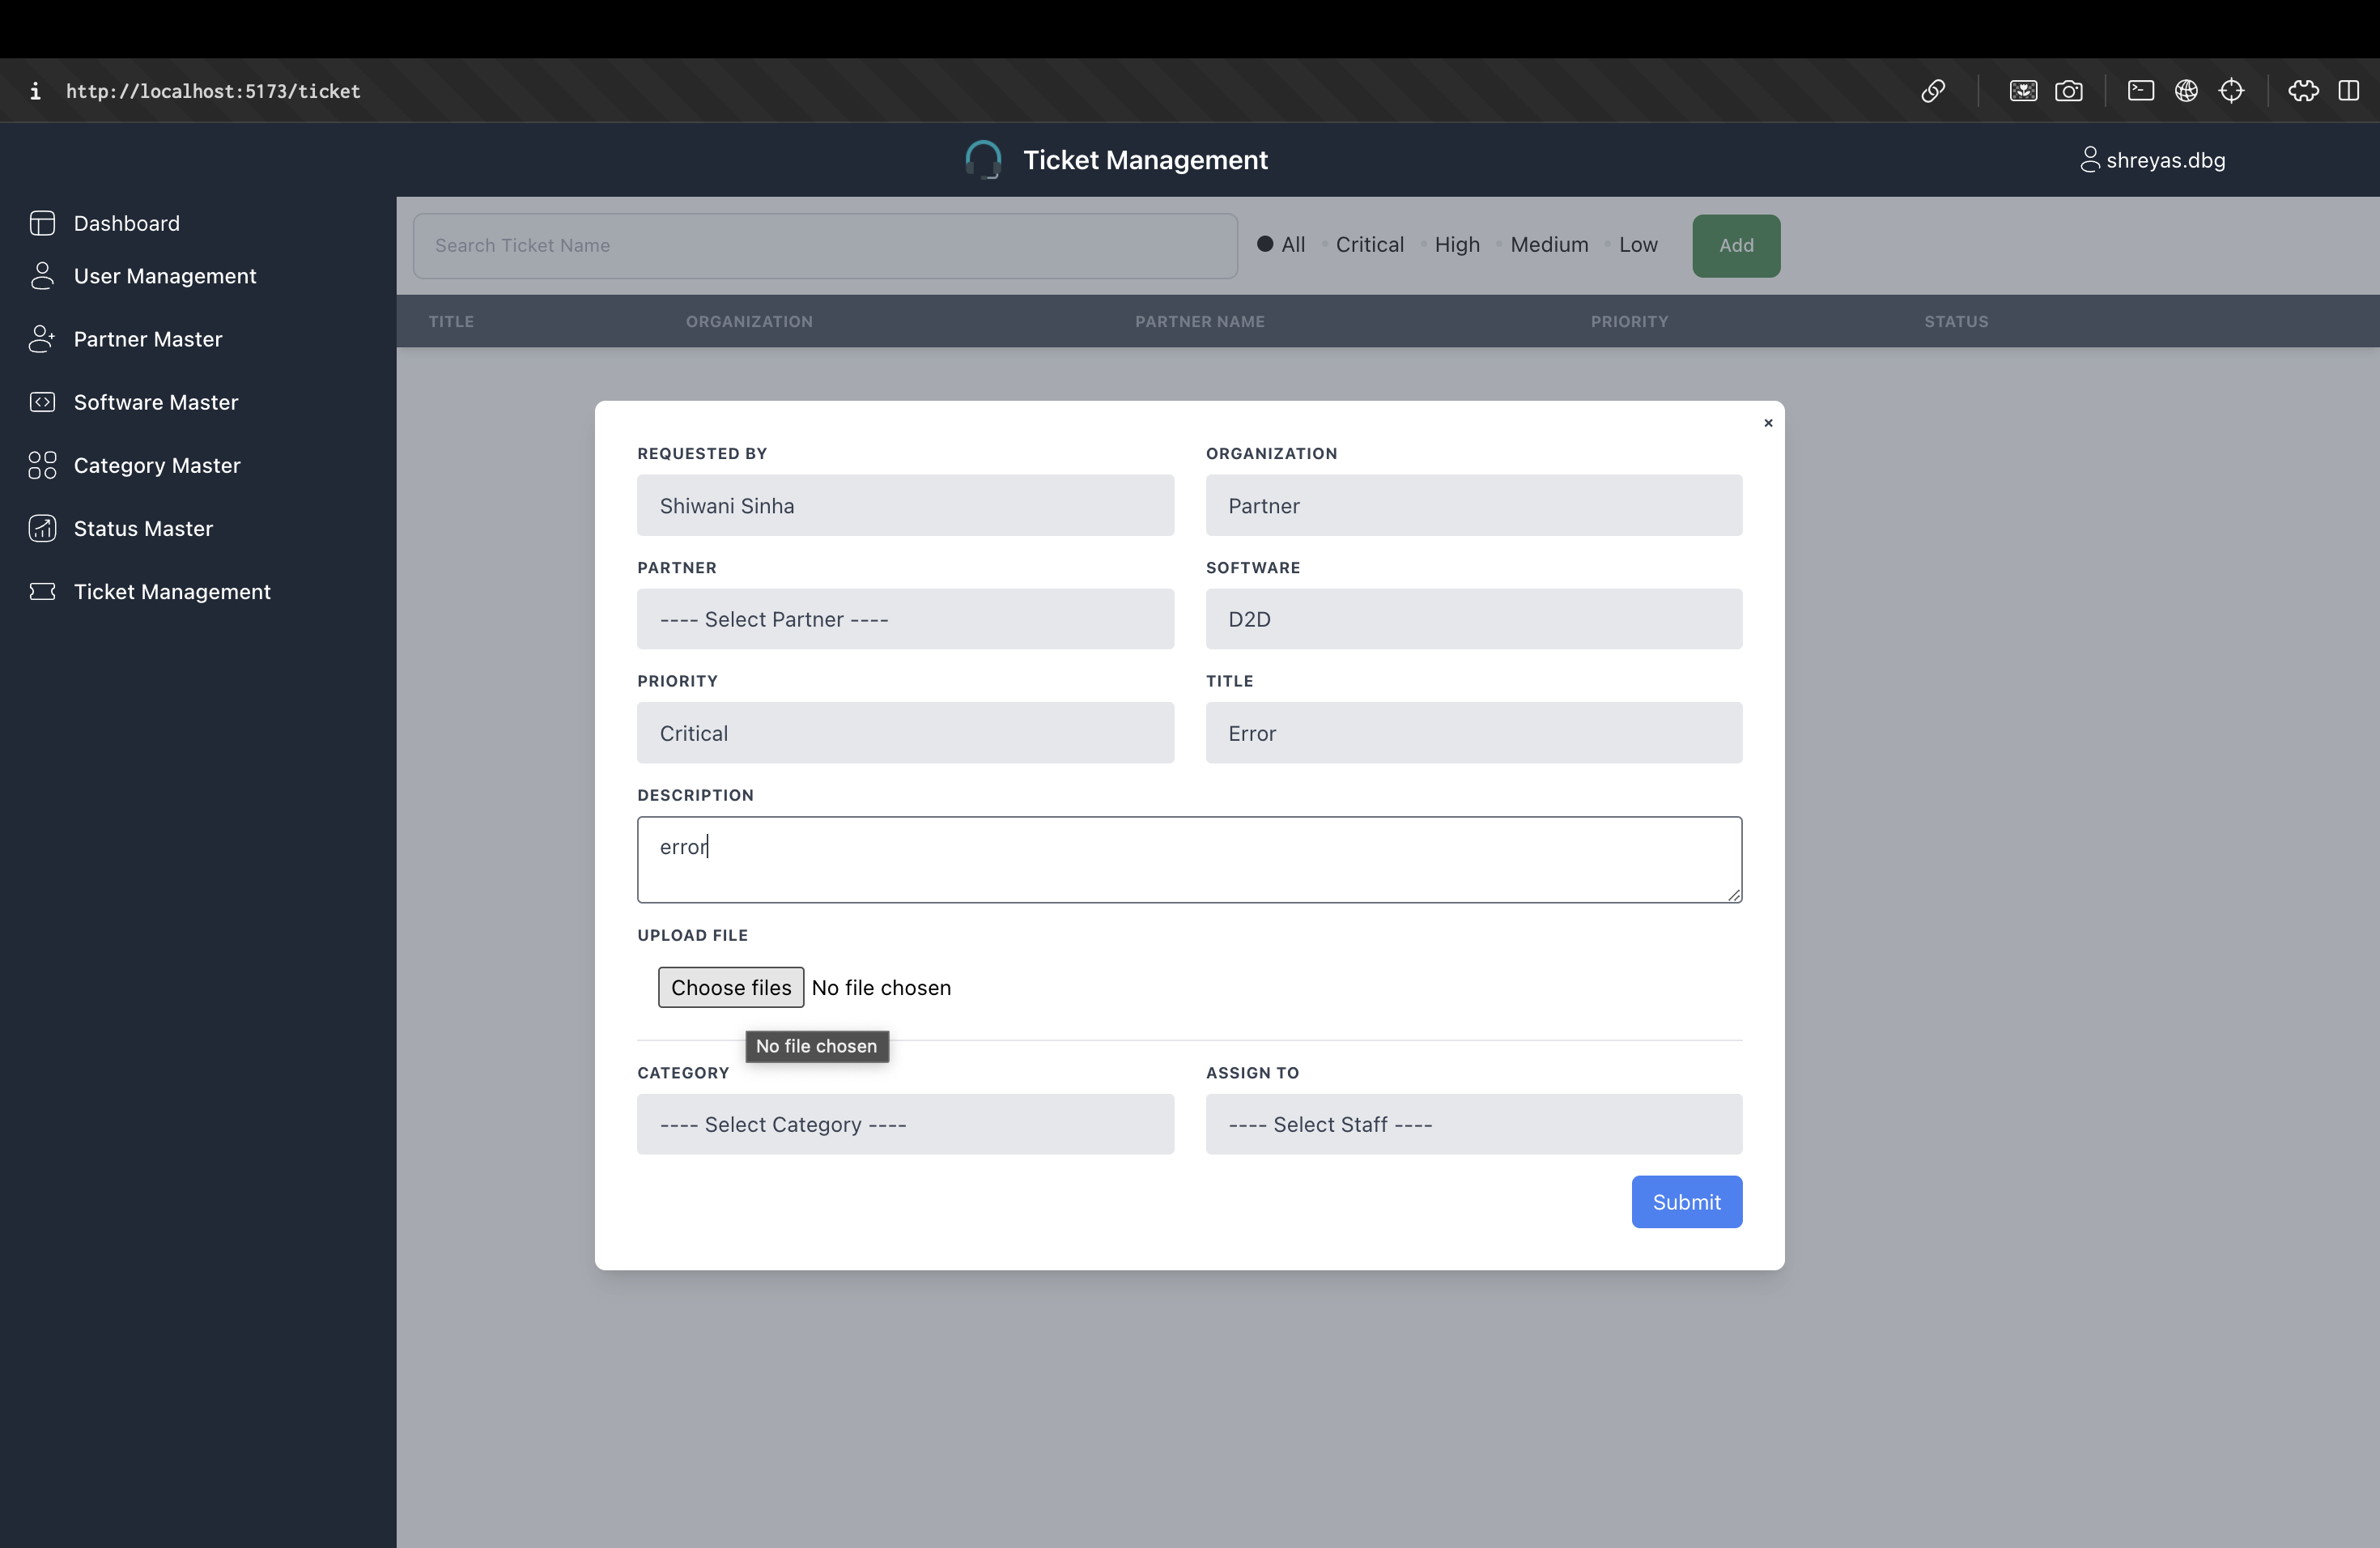 i http://localhost:5173/ticket
Ticket Management
shreyas.dbg
Dashboard
User Management
Partner Master
Software Master
Category Master
Status Master
Ticket Management
Search Ticket Name
All Critical High Medium Low
Add
TITLE ORGANIZATION PARTNER NAME PRIORITY STATUS
×
REQUESTED BY ORGANIZATION
Shiwani Sinha Partner
PARTNER SOFTWARE
---- Select Partner ---- D2D
PRIORITY TITLE
Critical Error
DESCRIPTION
error
UPLOAD FILE
Choose files No file chosen
No file chosen
CATEGORY ASSIGN TO
---- Select Category ---- ---- Select Staff ----
Submit